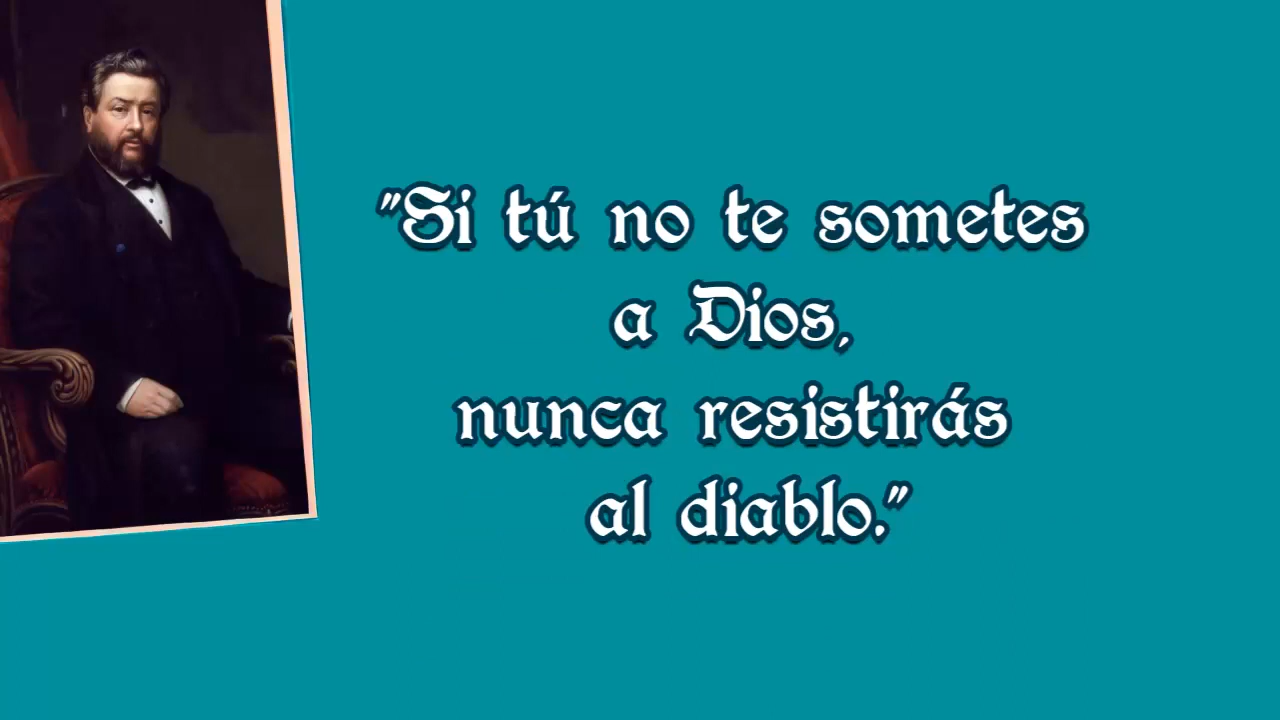 "Si tú no te sometes
a Dios,
nunca resistirás
al diablo."